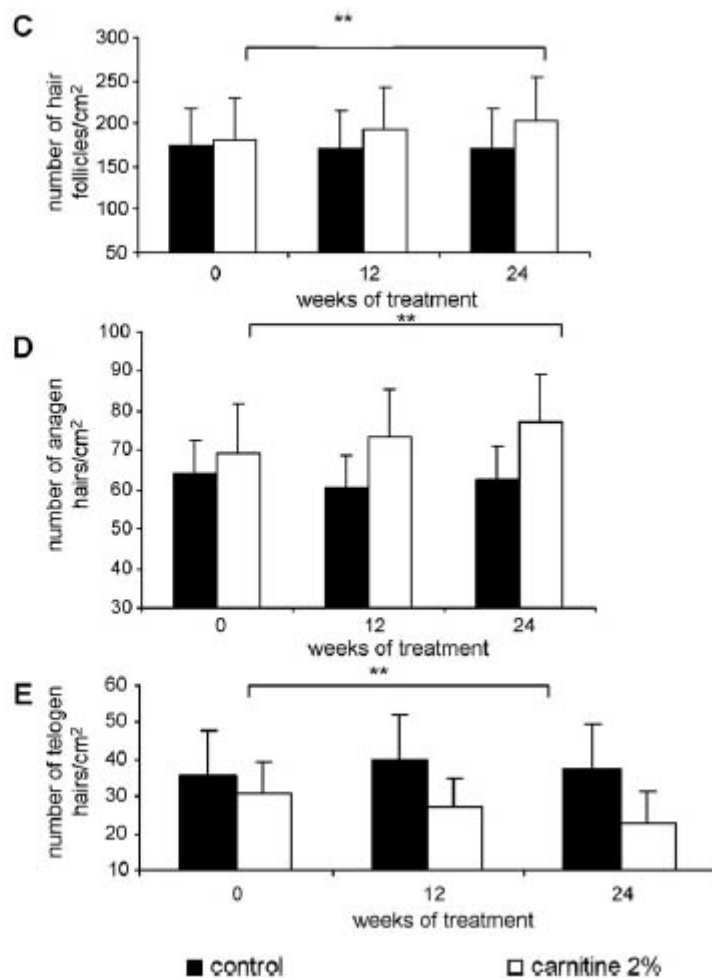 C
**
number of hair
follicles/cm²
300
250
200
150
100
50
0 12 24
weeks of treatment
D
**
number of anagen
hairs/cm²
100
90
80
70
60
50
40
30
0 12 24
weeks of treatment
E
**
number of telogen
hairs/cm²
60
50
40
30
20
10
0 12 24
weeks of treatment
control carnitine 2%